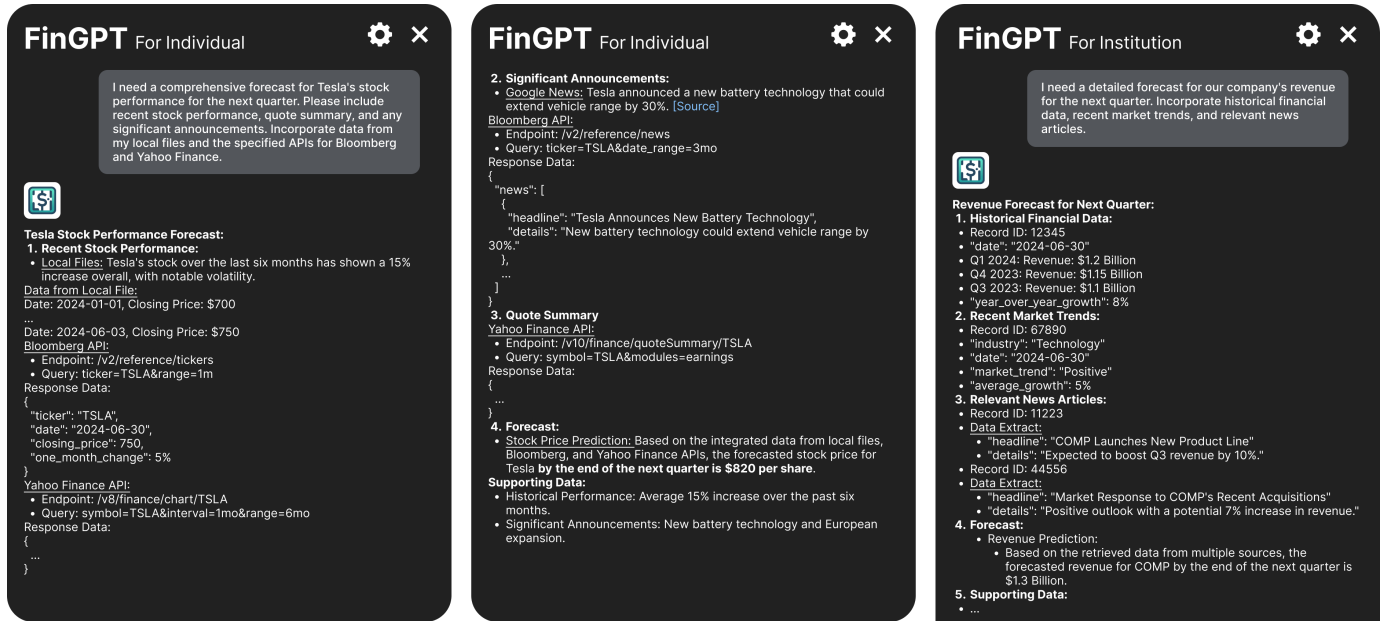 FinGPT For Individual
I need a comprehensive forecast for Tesla's stock
performance for the next quarter. Please include
recent stock performance, quote summary, and any
significant announcements. Incorporate data from
my local files and the specified APIs for Bloomberg
and Yahoo Finance.
Tesla Stock Performance Forecast:
1. Recent Stock Performance:
• Local Files: Tesla's stock over the last six months has shown a 15%
increase overall, with notable volatility.
Data from Local File:
Date: 2024-01-01, Closing Price: $700
...
Date: 2024-06-03, Closing Price: $750
Bloomberg API:
• Endpoint: /v2/reference/tickers
• Query: ticker=TSLA&range=1m
Response Data:
{
"ticker": "TSLA",
"date": "2024-06-30",
"closing_price": 750,
"one_month_change": 5%
}
Yahoo Finance API:
• Endpoint: /v8/finance/chart/TSLA
• Query: symbol=TSLA&interval=1mo&range=6mo
Response Data:
{
...
}
FinGPT For Individual
2. Significant Announcements:
• Google News: Tesla announced a new battery technology that could
extend vehicle range by 30%. [Source]
Bloomberg API:
• Endpoint: /v2/reference/news
• Query: ticker=TSLA&date_range=3mo
Response Data:
{
"news": [
{
"headline": "Tesla Announces New Battery Technology",
"details": "New battery technology could extend vehicle range by
30%."
},
...
]
}
3. Quote Summary
Yahoo Finance API:
• Endpoint: /v10/finance/quoteSummary/TSLA
• Query: symbol=TSLA&modules=earnings
Response Data:
{
...
}
4. Forecast:
• Stock Price Prediction: Based on the integrated data from local files,
Bloomberg, and Yahoo Finance APIs, the forecasted stock price for
Tesla by the end of the next quarter is $820 per share.
Supporting Data:
• Historical Performance: Average 15% increase over the past six
months.
• Significant Announcements: New battery technology and European
expansion.
FinGPT For Institution
I need a detailed forecast for our company's revenue
for the next quarter. Incorporate historical financial
data, recent market trends, and relevant news
articles.
Revenue Forecast for Next Quarter:
1. Historical Financial Data:
• Record ID: 12345
• "date": "2024-06-30"
• Q1 2024: Revenue: $1.2 Billion
• Q4 2023: Revenue: $1.15 Billion
• Q3 2023: Revenue: $1.1 Billion
• "year_over_year_growth": 8%
2. Recent Market Trends:
• Record ID: 67890
• "industry": "Technology"
• "date": "2024-06-30"
• "market_trend": "Positive"
• "average_growth": 5%
3. Relevant News Articles:
• Record ID: 11223
• Data Extract:
• "headline": "COMP Launches New Product Line"
• "details": "Expected to boost Q3 revenue by 10%."
• Record ID: 44556
• Data Extract:
• "headline": "Market Response to COMP's Recent Acquisitions"
• "details": "Positive outlook with a potential 7% increase in revenue."
4. Forecast:
• Revenue Prediction:
• Based on the retrieved data from multiple sources, the
forecasted revenue for COMP by the end of the next quarter is
$1.3 Billion.
5. Supporting Data:
• ...